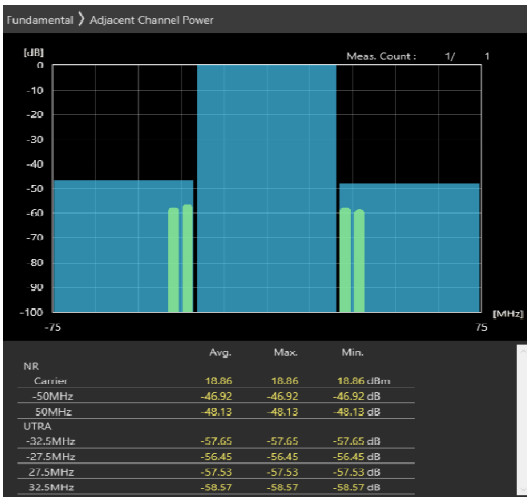 Fundamental ❯ Adjacent Channel Power
[dB]
Meas. Count : 1/ 1
0
-10
-20
-30
-40
-50
-60
-70
80
90
-100
[MHz]
-75 75
Avg. Max. Min.
NR
Carrier 18.86 18.86 18.86 dBm
-50MHz -46.92 -46.92 -46.92 dB
50MHz -48.13 -48.13 -48.13 dB
UTRA
-32.5MHz -57.65 -57.65 -57.65 dB
-27.5MHz -56.45 -56.45 -56.45 dB
27.5MHz -57.53 -57.53 -57.53 dB
32.5MHz -58.57 -58.57 -58.57 dB